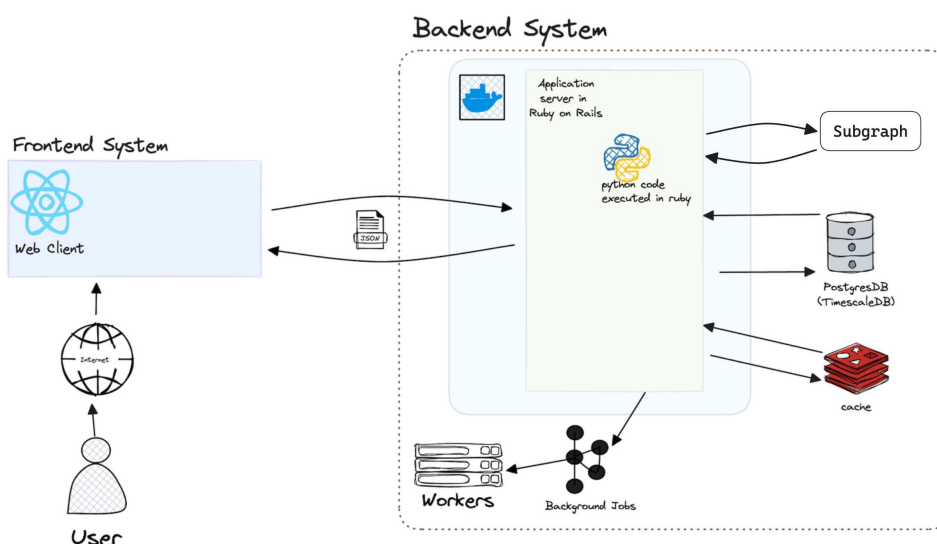 Backend System
Application
server in
Ruby on Rails
python code
executed in ruby
Subgraph
Frontend System
Web Client
JSON
PostgresDB
(TimescaleDB)
Internet
cache
Workers
Background Jobs
User